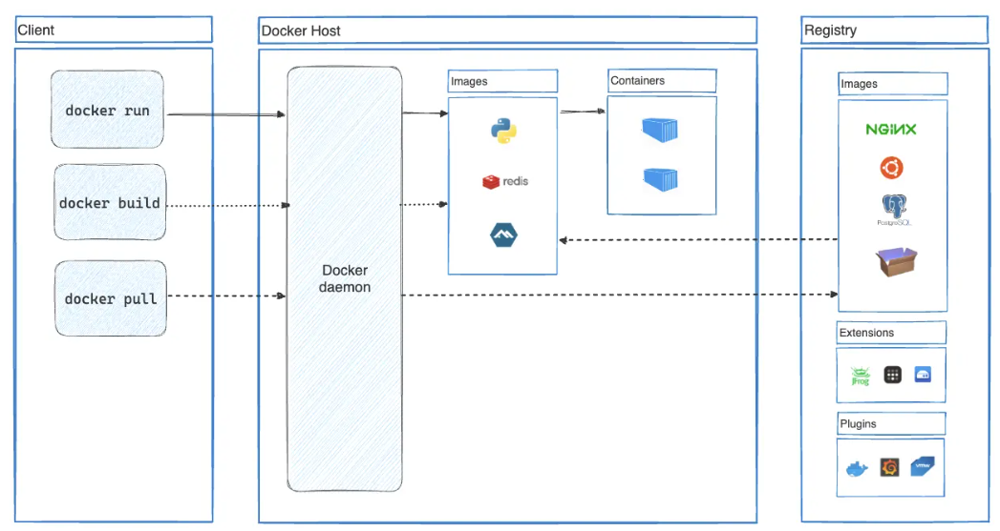 Client
docker run
docker build
docker pull
Docker Host
Docker
daemon
Images
redis
Containers
Registry
Images
NGINX
PostgreSQL
Extensions
JFrog
Plugins
vmw